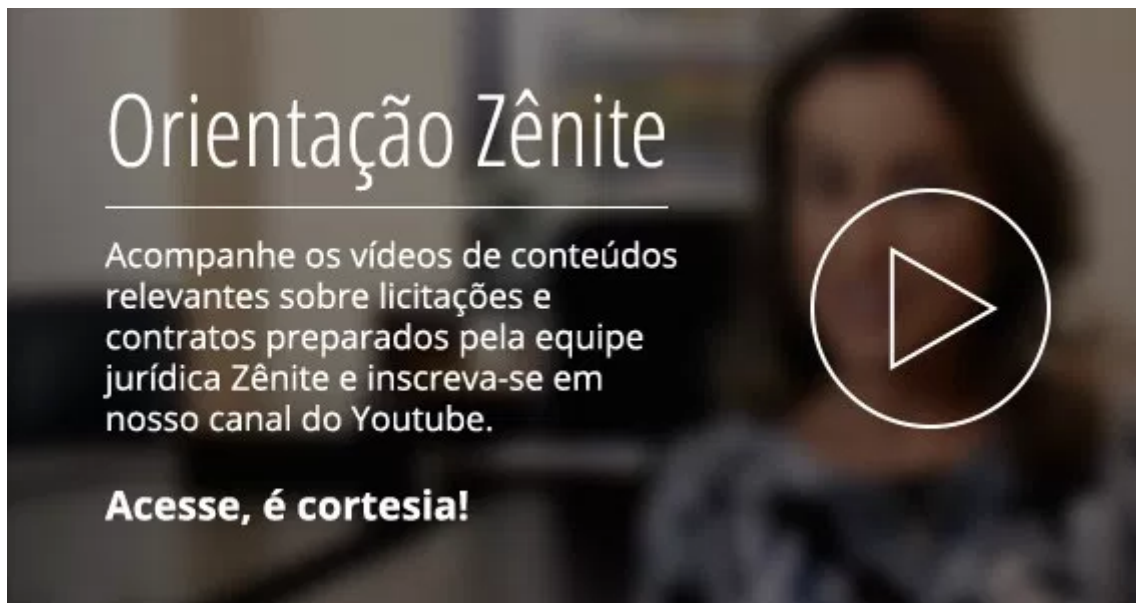 Orientação Zênite
Acompanhe os vídeos de conteúdos
relevantes sobre licitações e
contratos preparados pela equipe
jurídica Zênite e inscreva-se em
nosso canal do Youtube.
Acesse, é cortesia!